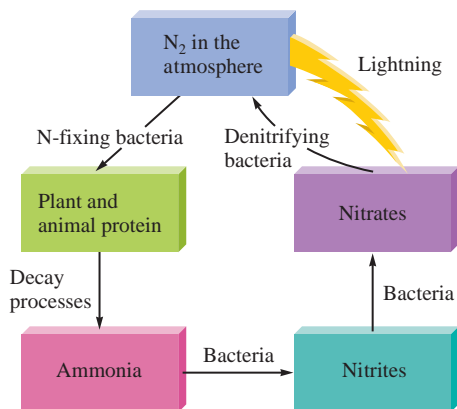 N₂ in the
atmosphere
Lightning
N-fixing bacteria
Denitrifying
bacteria
Plant and
animal protein
Nitrates
Decay
processes
Bacteria
Ammonia
Bacteria
Nitrites